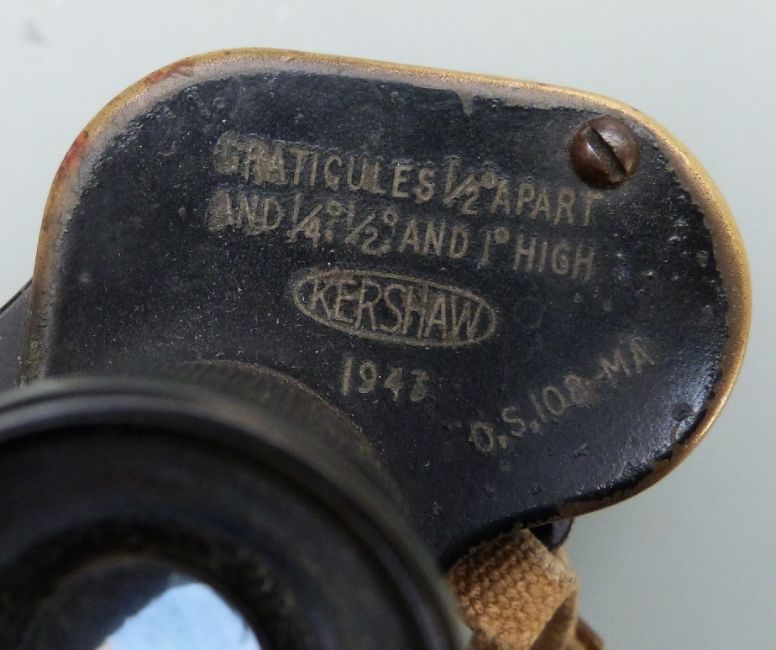 GRATICULES 1/2° APART
AND 1/4°, 1/2°, AND 1° HIGH
KERSHAW
1943
O.S.108-MA